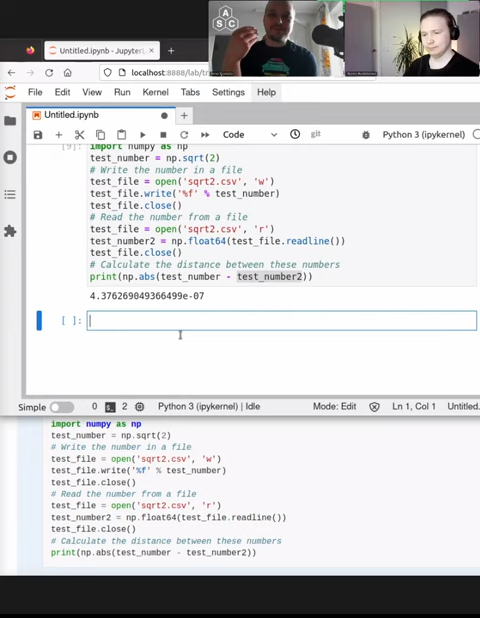 A
S C
Untitled.ipynb - Jupyter
localhost:8888/lab/tr
File Edit View Run Kernel Tabs Settings Help
Untitled.ipynb
Code git Python 3 (ipykernel)
[9]: import numpy as np
test_number = np.sqrt(2)
# Write the number in a file
test_file = open('sqrt2.csv', 'w')
test_file.write('%f' % test_number)
test_file.close()
# Read the number from a file
test_file = open('sqrt2.csv', 'r')
test_number2 = np.float64(test_file.readline())
test_file.close()
# Calculate the distance between these numbers
print(np.abs(test_number - test_number2))
4.376269049366499e-07
[ ]:
Simple 0 2 Python 3 (ipykernel) | Idle Mode: Edit Ln 1, Col 1 Untitled.
import numpy as np
test_number = np.sqrt(2)
# Write the number in a file
test_file = open('sqrt2.csv', 'w')
test_file.write('%f' % test_number)
test_file.close()
# Read the number from a file
test_file = open('sqrt2.csv', 'r')
test_number2 = np.float64(test_file.readline())
test_file.close()
# Calculate the distance between these numbers
print(np.abs(test_number - test_number2))